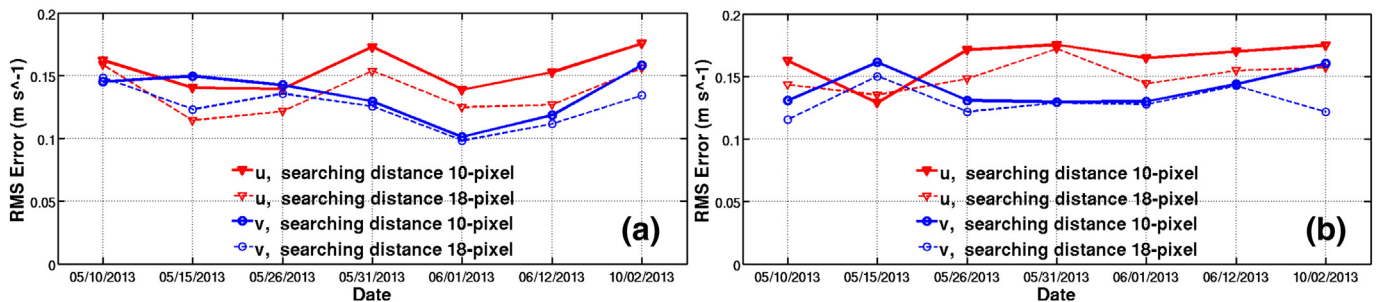 0.2
0.15
0.1
0.05
0
RMS Error (m s^-1)
u, searching distance 10-pixel
u, searching distance 18-pixel
v, searching distance 10-pixel
v, searching distance 18-pixel
(a)
05/10/2013 05/15/2013 05/26/2013 05/31/2013 06/01/2013 06/12/2013 10/02/2013
Date
0.2
0.15
0.1
0.05
0
RMS Error (m s^-1)
u, searching distance 10-pixel
u, searching distance 18-pixel
v, searching distance 10-pixel
v, searching distance 18-pixel
(b)
05/10/2013 05/15/2013 05/26/2013 05/31/2013 06/01/2013 06/12/2013 10/02/2013
Date